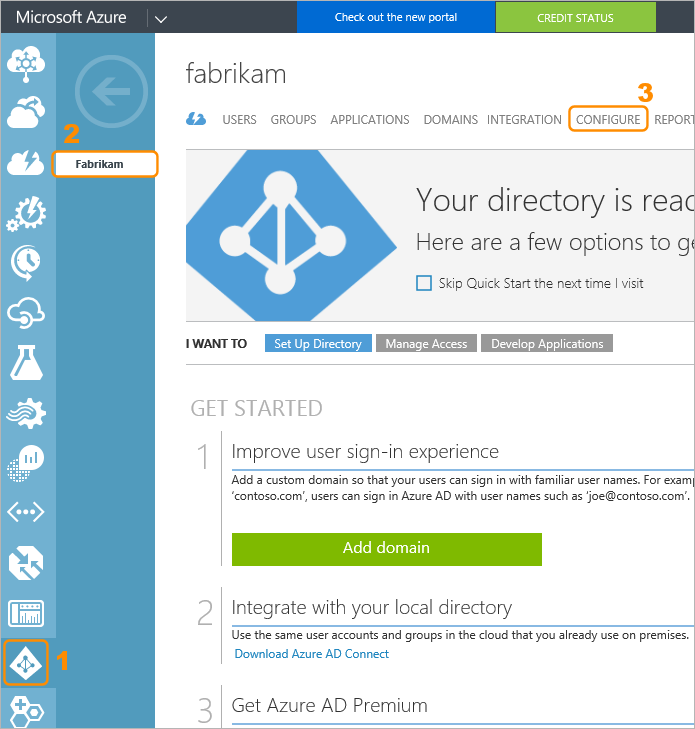 Microsoft Azure
Check out the new portal
CREDIT STATUS
fabrikam
3
2
USERS GROUPS APPLICATIONS DOMAINS INTEGRATION CONFIGURE REPORT
Fabrikam
Your directory is read
Here are a few options to ge
Skip Quick Start the next time I visit
I WANT TO Set Up Directory Manage Access Develop Applications
GET STARTED
1 Improve user sign-in experience
Add a custom domain so that your users can sign in with familiar user names. For examp
'contoso.com', users can sign in Azure AD with user names such as 'joe@contoso.com'.
Add domain
2 Integrate with your local directory
Use the same user accounts and groups in the cloud that you already use on premises.
Download Azure AD Connect
1
3 Get Azure AD Premium